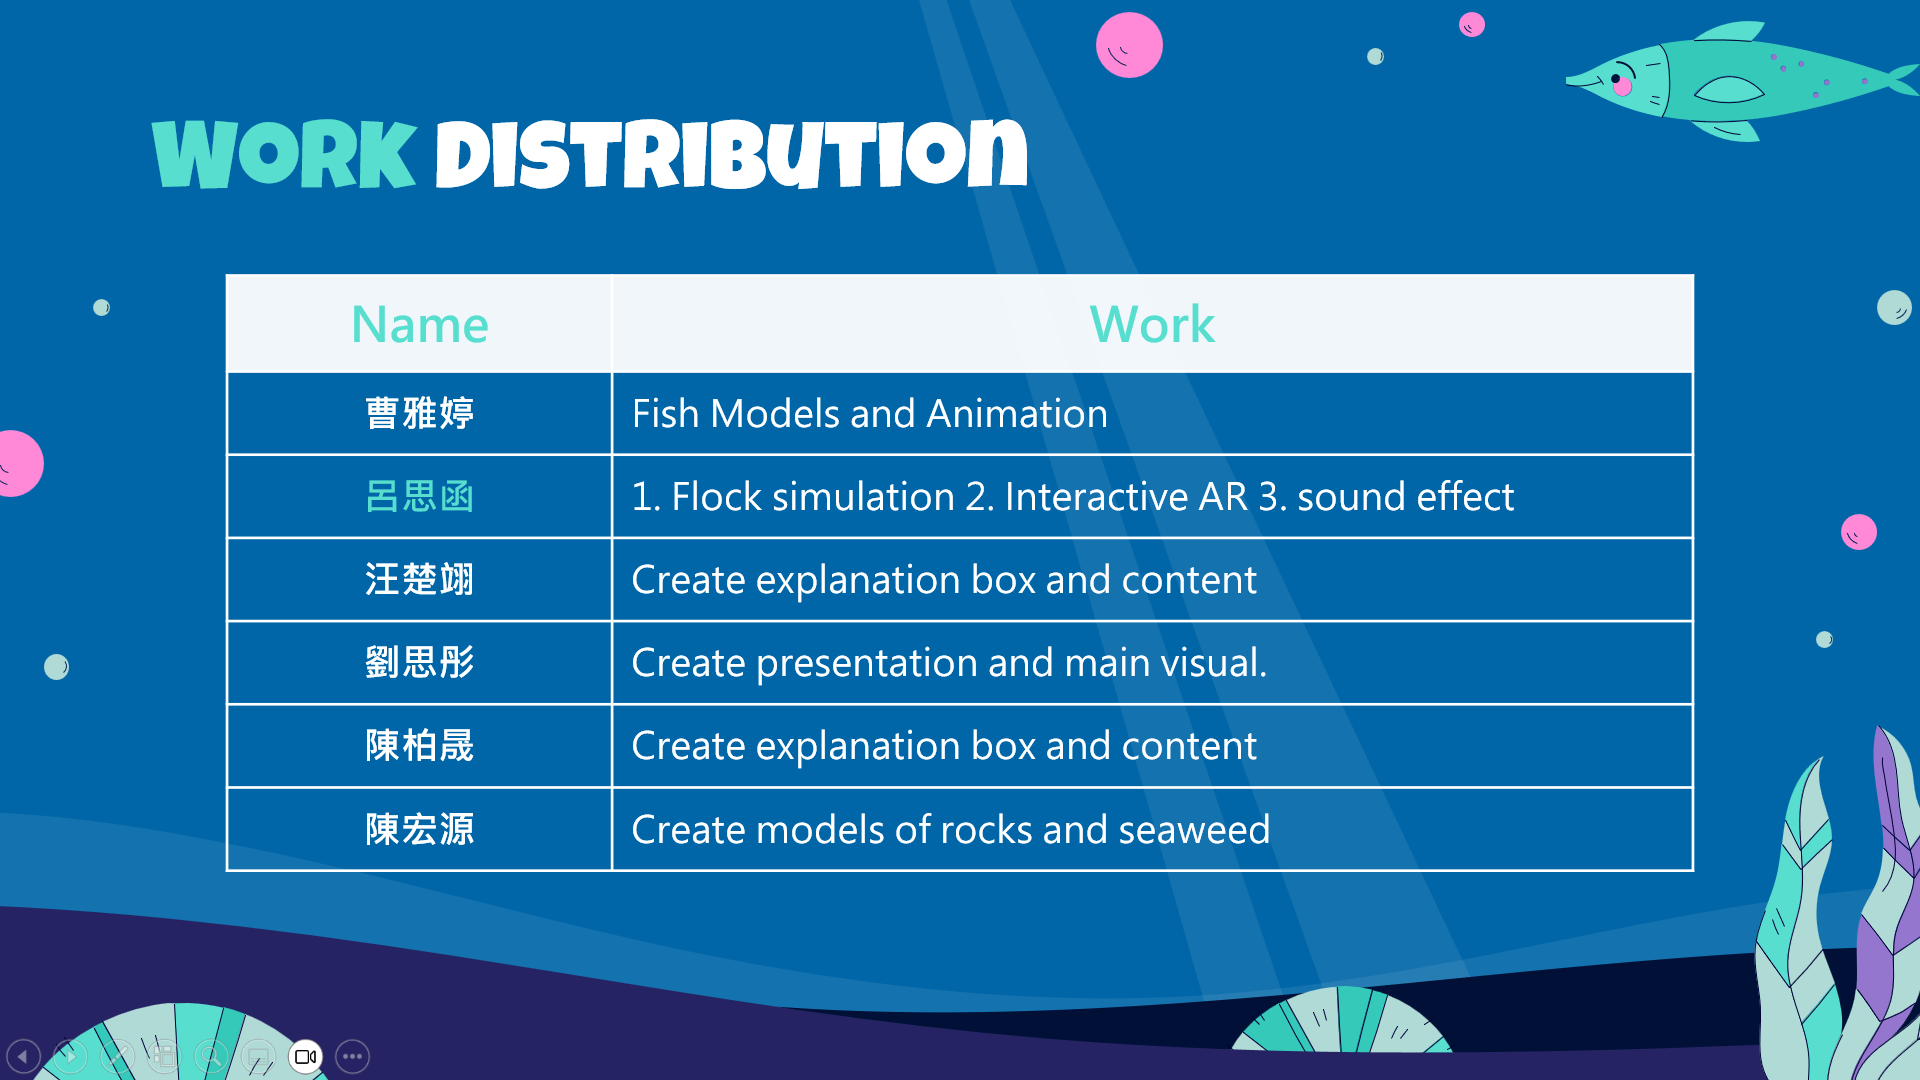 WORK DISTRIBUTION
Name Work
曹雅婷 Fish Models and Animation
呂思函 1. Flock simulation 2. Interactive AR 3. sound effect
汪楚翊 Create explanation box and content
劉思彤 Create presentation and main visual.
陳柏晟 Create explanation box and content
陳宏源 Create models of rocks and seaweed